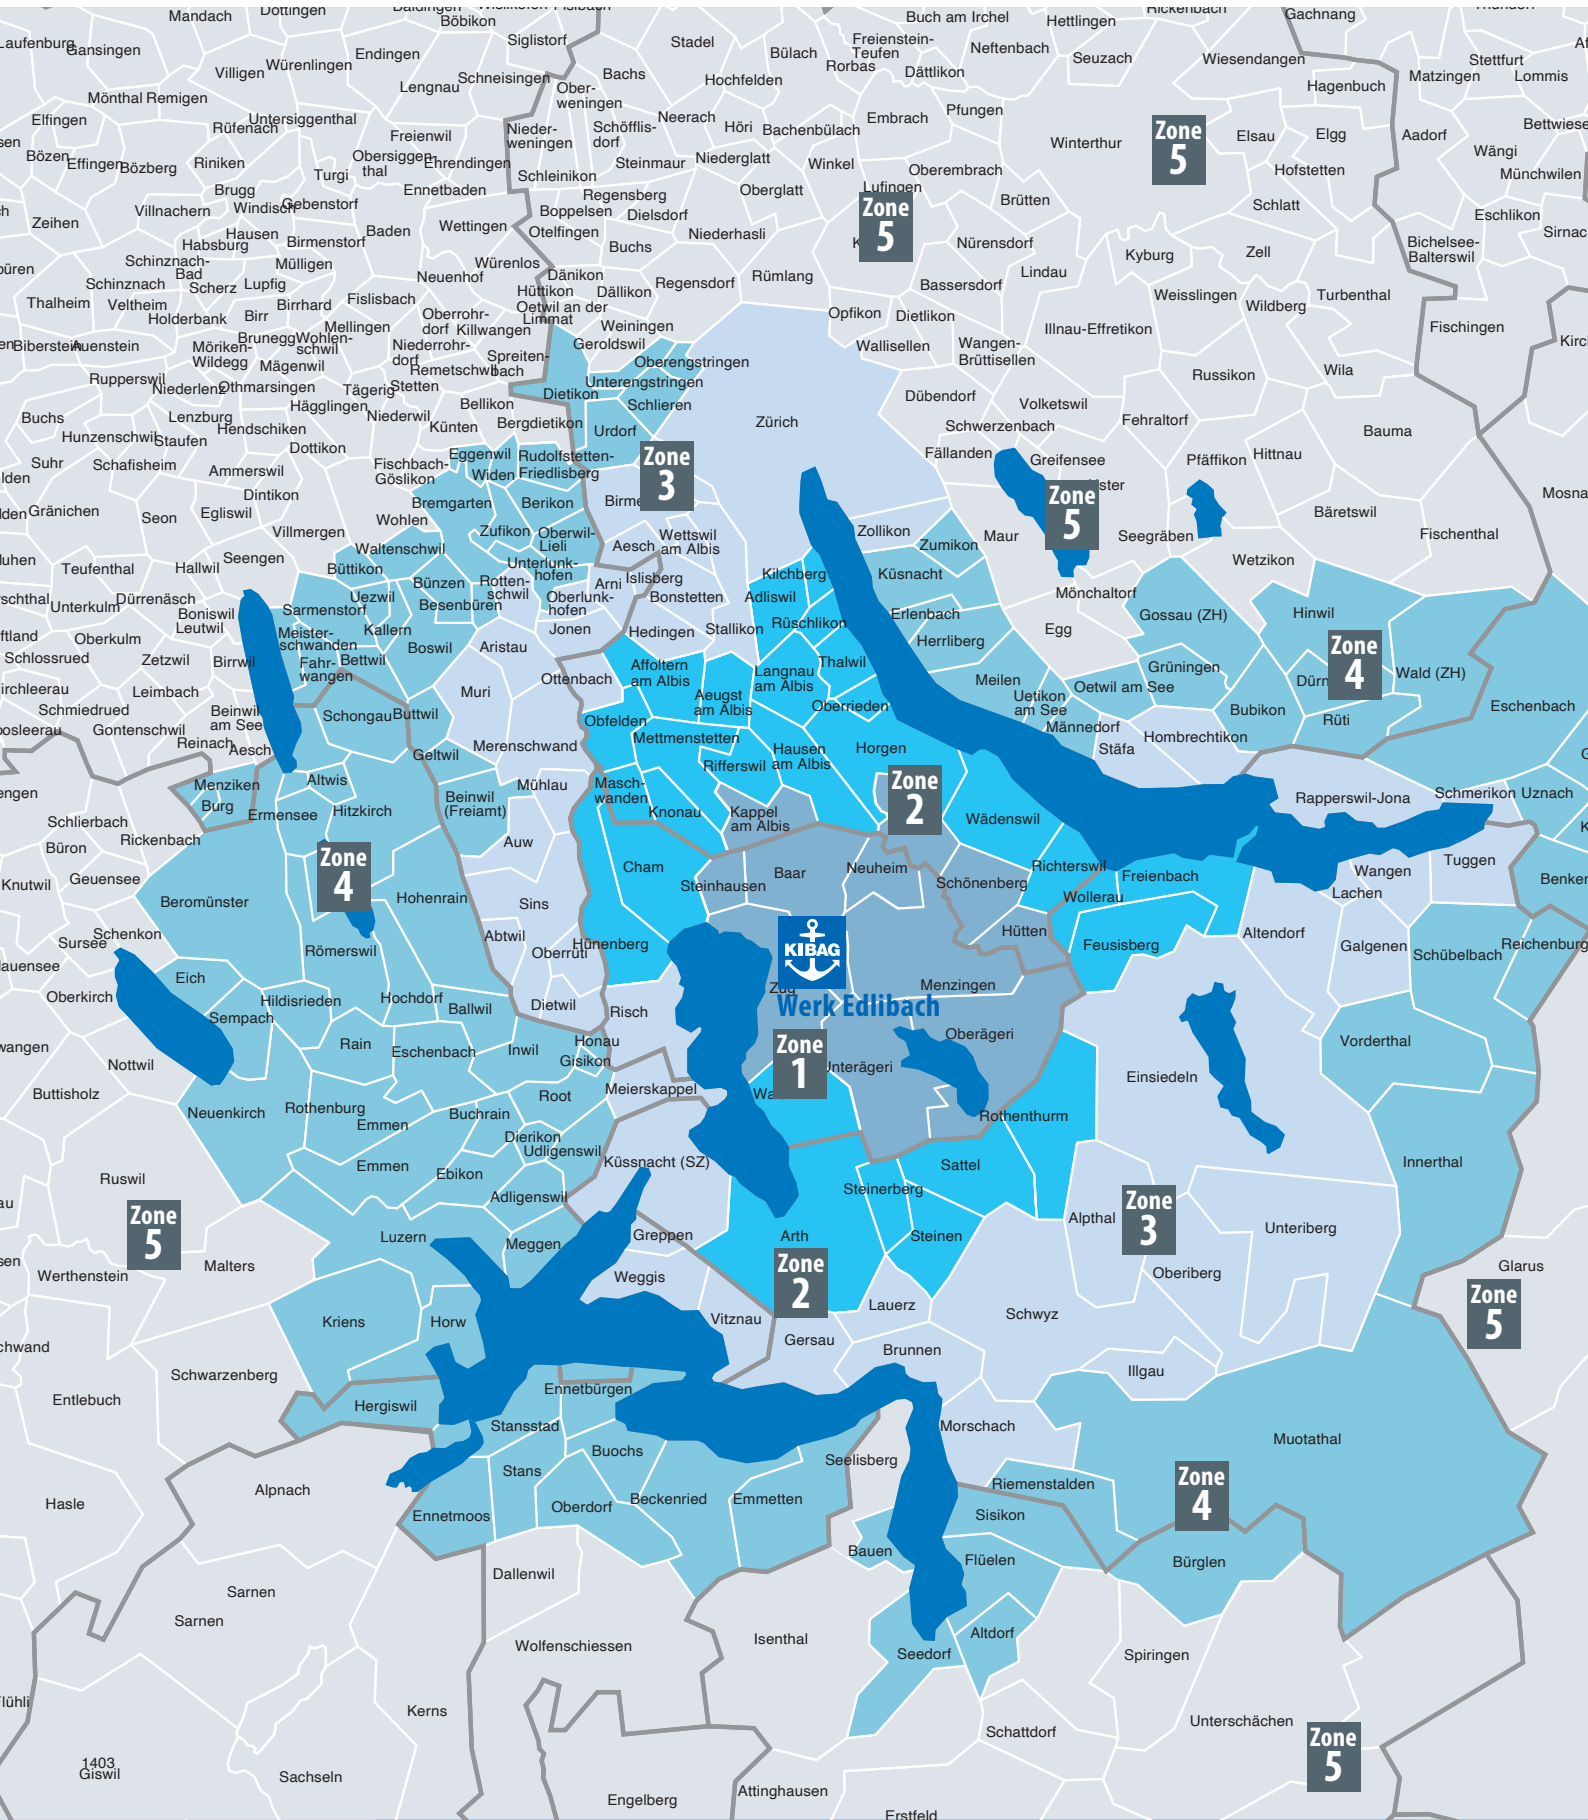 Mandach
Döttingen
Böbikon
Siglistorf
Stadel
Buch am Irchel
Hettlingen
Rickenbach
Gachnang
Laufenburg
Gansingen
Endingen
Würenlingen
Villigen
Schneisingen
Lengnau
Bachs
Hochfelden
Bülach
Freienstein-
Teufen
Rorbas
Dättlikon
Neftenbach
Seuzach
Wiesendangen
Hagenbuch
Matzingen
Stettfurt
Lommis
Mönthal
Remigen
Ober-
weningen
Elfingen
Rüfenach
Untersiggenthal
Freienwil
Nieder-
weningen
Schöfflis-
dorf
Neerach
Höri
Bachenbülach
Embrach
Pfungen
Winterthur
Zone
5
Elsau
Elgg
Aadorf
Bettwiese
Bözen
Effingen
Bözberg
Riniken
Turgi
Obersiggen-
thal
Ehrendingen
Steinmaur
Niederglatt
Winkel
Oberembrach
Hofstetten
Wängi
Münchwilen
Brugg
Ennetbaden
Schleinikon
Regensberg
Oberglatt
Lufingen
Zone
5
Brütten
Schlatt
Eschlikon
Zeihen
Villnachern
Windisch
Gebenstorf
Boppelsen
Dielsdorf
Hausen
Habsburg
Birmenstorf
Baden
Wettingen
Otelfingen
Buchs
Niederhasli
Nürensdorf
Kyburg
Zell
Bichelsee-
Balterswil
Sirnac
Schinznach-
Bad
Schinznach
Scherz
Lupfig
Mülligen
Neuenhof
Würenlos
Dänikon
Hüttikon
Dällikon
Regensdorf
Rümlang
Bassersdorf
Lindau
Thalheim
Veltheim
Holderbank
Birr
Birrhard
Fislisbach
Oetwil an der
Limmat
Weiningen
Opfikon
Dietlikon
Illnau-Effretikon
Weisslingen
Wildberg
Turbenthal
Fischingen
Biberstein
Auenstein
Möriken-
Wildegg
Brunegg
Wohlen-
schwil
Mellingen
Oberrohr-
dorf
Killwangen
Geroldswil
Wallisellen
Wangen-
Brüttisellen
Rupperswil
Niederlenz
Othmarsingen
Mägenwil
Niederrohr-
dorf
Remetschwil
Spreiten-
bach
Oberengstringen
Unterengstringen
Russikon
Wila
Tägerig
Stetten
Dietikon
Schlieren
Dübendorf
Volketswil
Buchs
Lenzburg
Hägglingen
Niederwil
Bellikon
Künten
Bergdietikon
Urdorf
Zürich
Schwerzenbach
Fehraltorf
Bauma
Hunzenschwil
Staufen
Hendschiken
Dottikon
Suhr
Schafisheim
Ammerswil
Fischbach-
Göslikon
Eggenwil
Widen
Rudolfstetten-
Friedlisberg
Zone
3
Fällanden
Greifensee
Pfäffikon
Hittnau
Dintikon
Bremgarten
Berikon
Zone
5
Mosna
Gränichen
Seon
Egliswil
Villmergen
Wohlen
Zufikon
Oberwil-
Lieli
Aesch
Wettswil
am Albis
Zollikon
Zumikon
Maur
Seegräben
Bäretswil
Fischenthal
Teufenthal
Hallwil
Seengen
Waltenschwil
Büttikon
Bünzen
Rotten-
schwil
Unterlunk-
hofen
Arni
Islisberg
Kilchberg
Küsnacht
Wetzikon
Unterkulm
Dürrenäsch
Boniswil
Leutwil
Sarmenstorf
Uezwil
Besenbüren
Oberlunk-
hofen
Bonstetten
Adliswil
Rüschlikon
Erlenbach
Mönchaltorf
Gossau (ZH)
Hinwil
Schlossrued
Oberkulm
Zetzwil
Birrwil
Meister-
schwanden
Kallern
Boswil
Aristau
Jonen
Hedingen
Stallikon
Herrliberg
Egg
Zone
4
Fahr-
wangen
Bettwil
Leimbach
Schmiedrued
Muri
Ottenbach
Affoltern
am Albis
Aeugst
am Albis
Langnau
am Albis
Thalwil
Meilen
Grüningen
Wald (ZH)
Gontenschwil
Beinwil
am See
Reinach
Aesch
Schongau
Buttwil
Obfelden
Oberrieden
Uetikon
am See
Oetwil am See
Bubikon
Rüti
Eschenbach
Mettmenstetten
Männedorf
Geltwil
Merenschwand
Rifferswil
Hausen
am Albis
Horgen
Stäfa
Hombrechtikon
Menziken
Burg
Altwis
Ermensee
Hitzkirch
Beinwil
(Freiamt)
Mühlau
Masch-
wanden
Knonau
Kappel
am Albis
Zone
2
Wädenswil
Rapperswil-Jona
Schmerikon
Uznach
Schlierbach
Rickenbach
Büron
Auw
Geuensee
Knutwil
Zone
4
Cham
Steinhausen
Baar
Neuheim
Schönenberg
Richterswil
Wollerau
Freienbach
Wangen
Lachen
Tuggen
Benken
Beromünster
Hohenrain
Sins
Hünenberg
Hütten
Feusisberg
Altendorf
Galgenen
Schübelbach
Reichenburg
Schenkon
Sursee
Römerswil
Abtwil
Oberrüti
KIBAG
Werk Edlibach
Menzingen
Oberkirch
Eich
Sempach
Hildisrieden
Hochdorf
Ballwil
Dietwil
Risch
Oberägeri
Vorderthal
Nottwil
Rain
Eschenbach
Inwil
Honau
Gisikon
Zone
1
Unterägeri
Einsiedeln
Buttisholz
Neuenkirch
Rothenburg
Emmen
Buchrain
Root
Meierskappel
Rothenthurm
Dierikon
Udligenswil
Emmen
Ebikon
Adligenswil
Küssnacht (SZ)
Sattel
Steinerberg
Innerthal
Ruswil
Zone
5
Luzern
Meggen
Greppen
Arth
Steinen
Alpthal
Zone
3
Unteriberg
Malters
Werthenstein
Weggis
Zone
2
Oberiberg
Glarus
Zone
5
Kriens
Horw
Vitznau
Lauerz
Schwyz
Gersau
Brunnen
Illgau
Schwarzenberg
Entlebuch
Hergiswil
Ennetbürgen
Stansstad
Morschach
Muotathal
Buochs
Seelisberg
Stans
Riemenstalden
Zone
4
Alpnach
Hasle
Ennetmoos
Oberdorf
Beckenried
Emmetten
Sisikon
Bauen
Flüelen
Bürglen
Dallenwil
Sarnen
Sarnen
Wolfenschiessen
Isenthal
Altdorf
Seedorf
Spiringen
Kerns
Schattdorf
Unterschächen
Zone
5
1403
Giswil
Sachseln
Engelberg
Attinghausen
Erstfeld